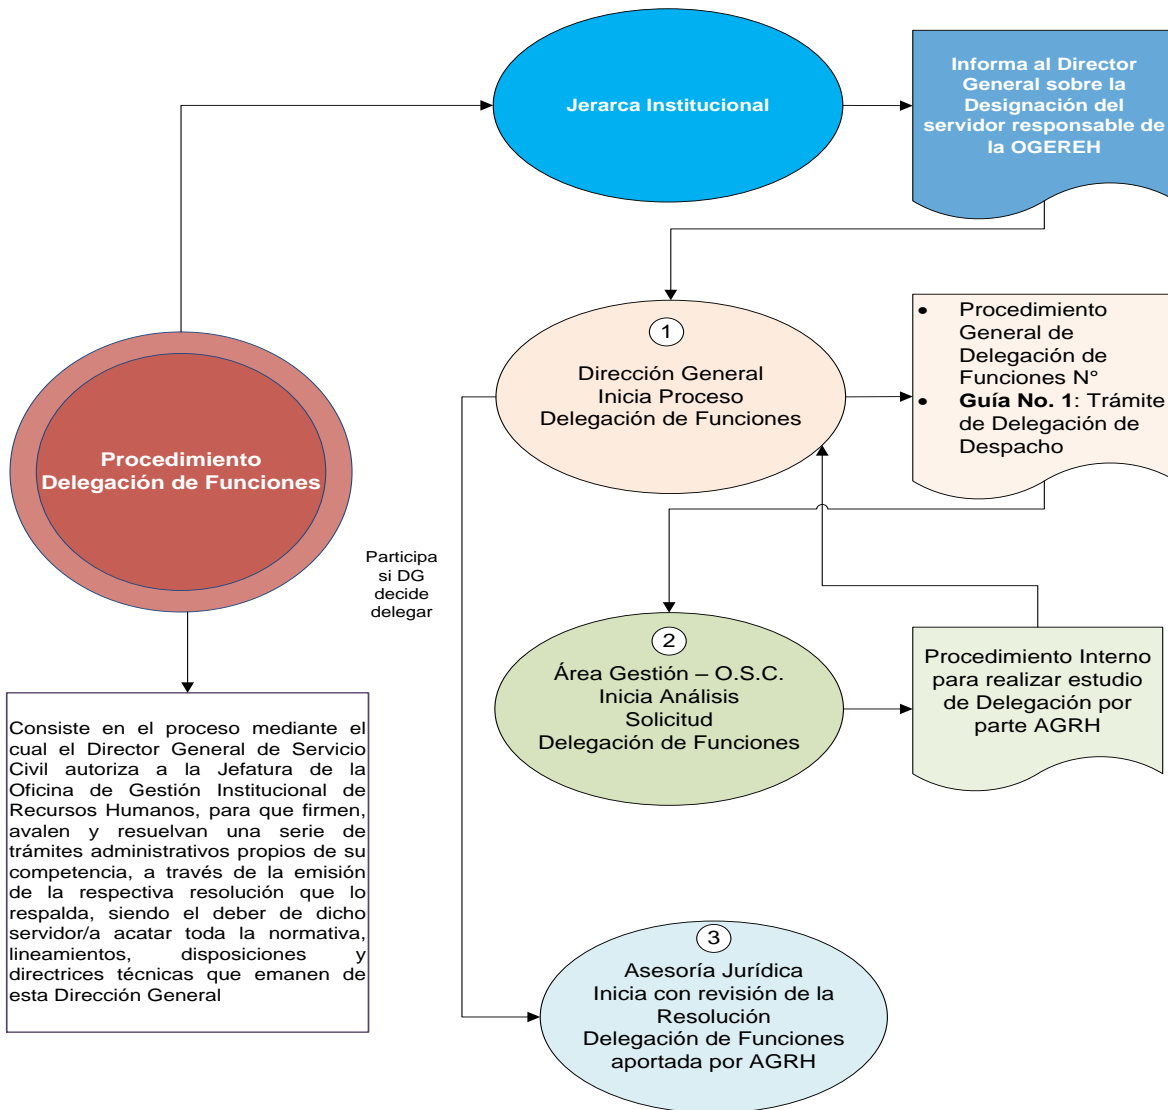 Jerarca Institucional
Informa al Director
General sobre la
Designación del
servidor responsable de
la OGEREH
1
Dirección General
Inicia Proceso
Delegación de Funciones
• Procedimiento
General de
Delegación de
Funciones N°
• Guía No. 1: Trámite
de Delegación de
Despacho
Procedimiento
Delegación de Funciones
Participa
si DG
decide
delegar
2
Área Gestión – O.S.C.
Inicia Análisis
Solicitud
Delegación de Funciones
Procedimiento Interno
para realizar estudio
de Delegación por
parte AGRH
Consiste en el proceso mediante el
cual el Director General de Servicio
Civil autoriza a la Jefatura de la
Oficina de Gestión Institucional de
Recursos Humanos, para que firmen,
avalen y resuelvan una serie de
trámites administrativos propios de su
competencia, a través de la emisión
de la respectiva resolución que lo
respalda, siendo el deber de dicho
servidor/a acatar toda la normativa,
lineamientos, disposiciones y
directrices técnicas que emanen de
esta Dirección General
3
Asesoría Jurídica
Inicia con revisión de la
Resolución
Delegación de Funciones
aportada por AGRH